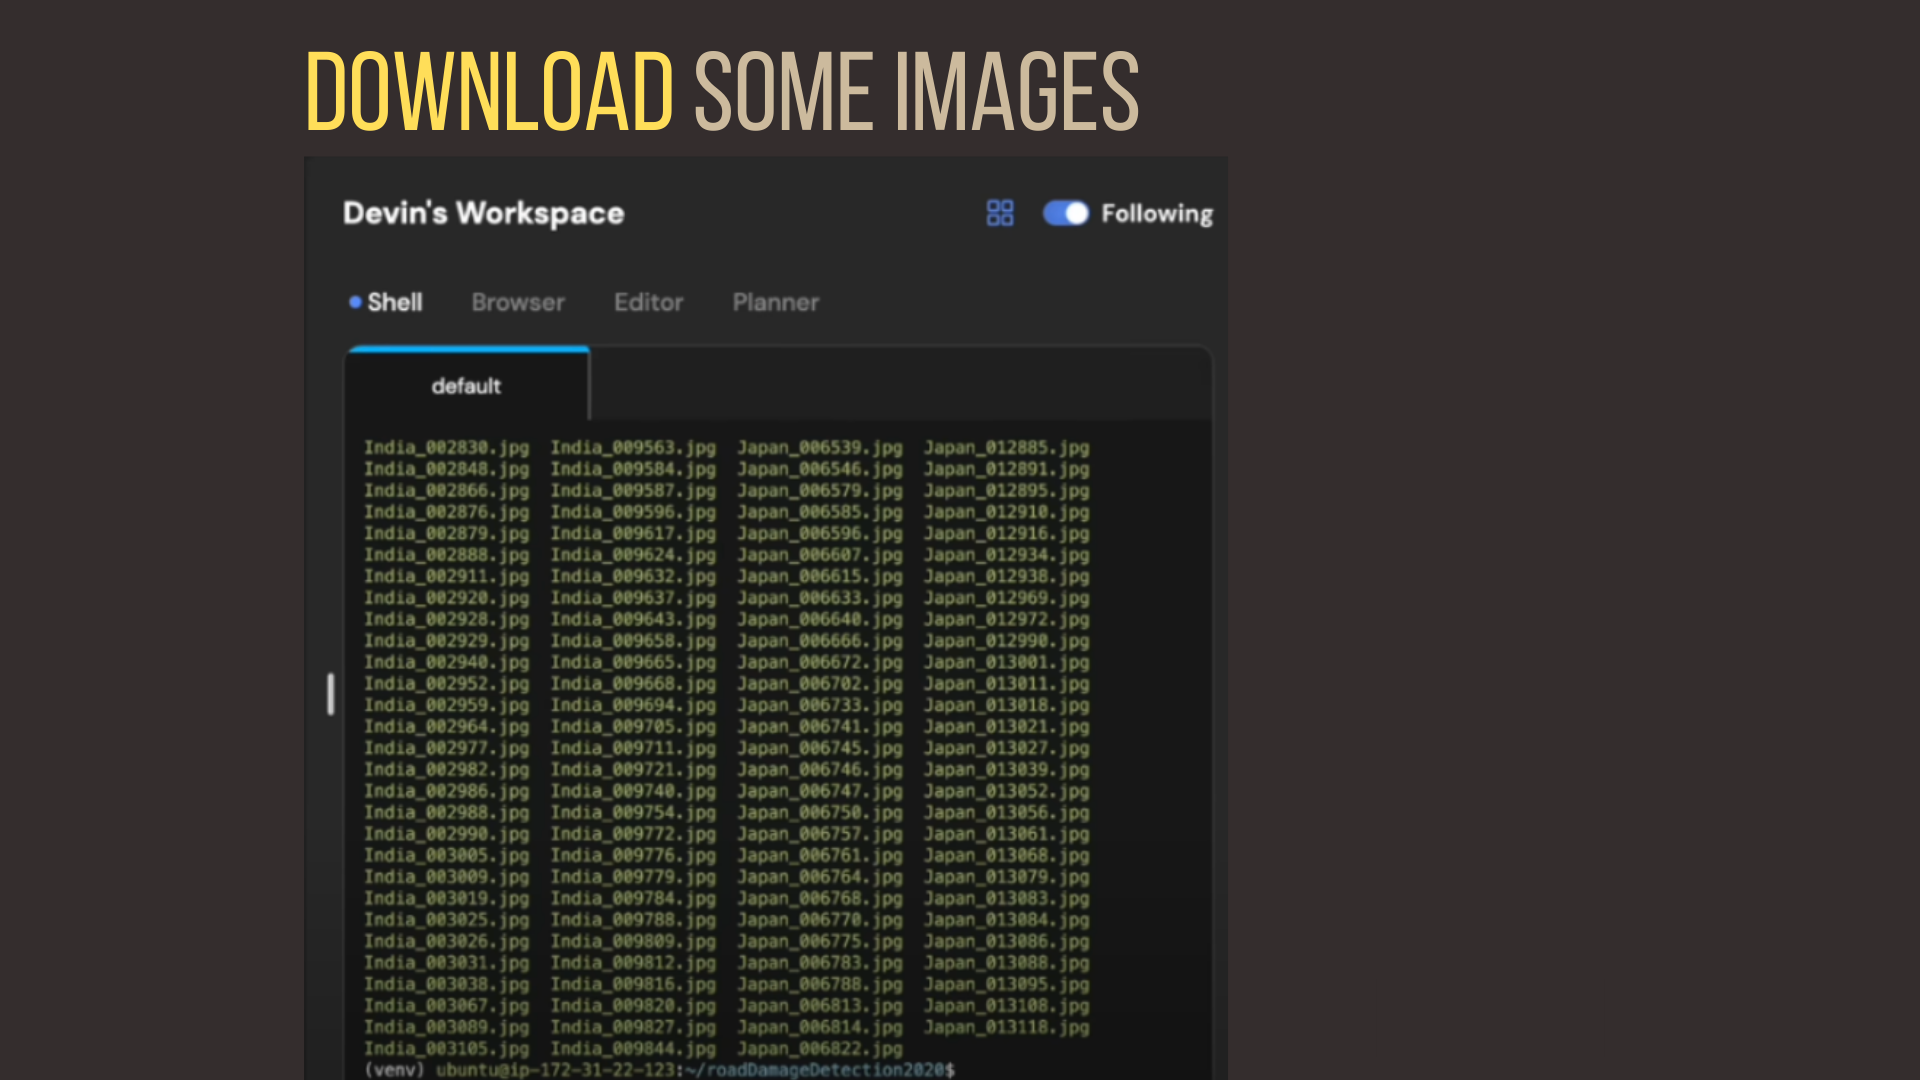 DOWNLOAD SOME IMAGES
Devin's Workspace Following
Shell Browser Editor Planner
default
India_002830.jpg India_009563.jpg Japan_006539.jpg Japan_012885.jpg
India_002848.jpg India_009584.jpg Japan_006546.jpg Japan_012891.jpg
India_002866.jpg India_009587.jpg Japan_006579.jpg Japan_012895.jpg
India_002876.jpg India_009596.jpg Japan_006585.jpg Japan_012910.jpg
India_002879.jpg India_009617.jpg Japan_006596.jpg Japan_012916.jpg
India_002888.jpg India_009624.jpg Japan_006607.jpg Japan_012934.jpg
India_002911.jpg India_009632.jpg Japan_006615.jpg Japan_012938.jpg
India_002920.jpg India_009637.jpg Japan_006633.jpg Japan_012969.jpg
India_002928.jpg India_009643.jpg Japan_006640.jpg Japan_012972.jpg
India_002929.jpg India_009658.jpg Japan_006666.jpg Japan_012990.jpg
India_002940.jpg India_009665.jpg Japan_006672.jpg Japan_013001.jpg
India_002952.jpg India_009668.jpg Japan_006702.jpg Japan_013011.jpg
India_002959.jpg India_009694.jpg Japan_006733.jpg Japan_013018.jpg
India_002964.jpg India_009705.jpg Japan_006741.jpg Japan_013021.jpg
India_002977.jpg India_009711.jpg Japan_006745.jpg Japan_013027.jpg
India_002982.jpg India_009721.jpg Japan_006746.jpg Japan_013039.jpg
India_002986.jpg India_009740.jpg Japan_006747.jpg Japan_013052.jpg
India_002988.jpg India_009754.jpg Japan_006750.jpg Japan_013056.jpg
India_002990.jpg India_009772.jpg Japan_006757.jpg Japan_013061.jpg
India_003005.jpg India_009776.jpg Japan_006761.jpg Japan_013068.jpg
India_003009.jpg India_009779.jpg Japan_006764.jpg Japan_013079.jpg
India_003019.jpg India_009784.jpg Japan_006768.jpg Japan_013083.jpg
India_003025.jpg India_009788.jpg Japan_006770.jpg Japan_013084.jpg
India_003026.jpg India_009809.jpg Japan_006775.jpg Japan_013086.jpg
India_003031.jpg India_009812.jpg Japan_006783.jpg Japan_013088.jpg
India_003038.jpg India_009816.jpg Japan_006788.jpg Japan_013095.jpg
India_003067.jpg India_009820.jpg Japan_006813.jpg Japan_013108.jpg
India_003089.jpg India_009827.jpg Japan_006814.jpg Japan_013118.jpg
India_003105.jpg India_009844.jpg Japan_006822.jpg
(venv) ubuntu@ip-172-31-22-123:~/roadDamageDetection2020$